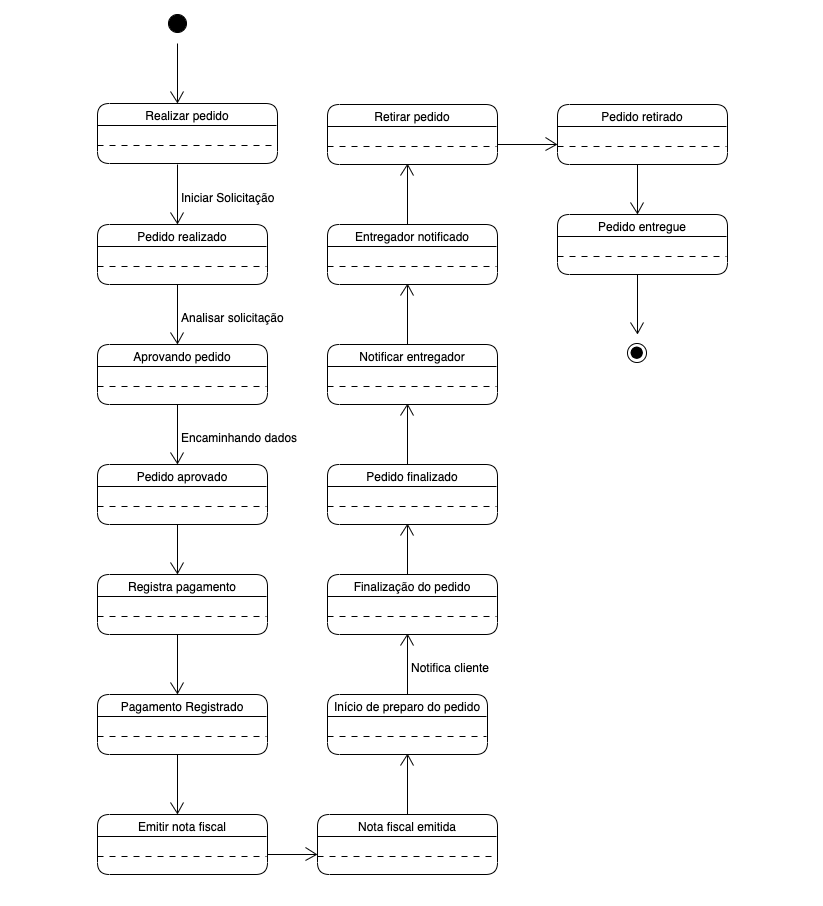 Realizar pedido
Iniciar Solicitação
Pedido realizado
Analisar solicitação
Aprovando pedido
Encaminhando dados
Pedido aprovado
Registra pagamento
Pagamento Registrado
Emitir nota fiscal
Nota fiscal emitida
Início de preparo do pedido
Notifica cliente
Finalização do pedido
Pedido finalizado
Notificar entregador
Entregador notificado
Retirar pedido
Pedido retirado
Pedido entregue